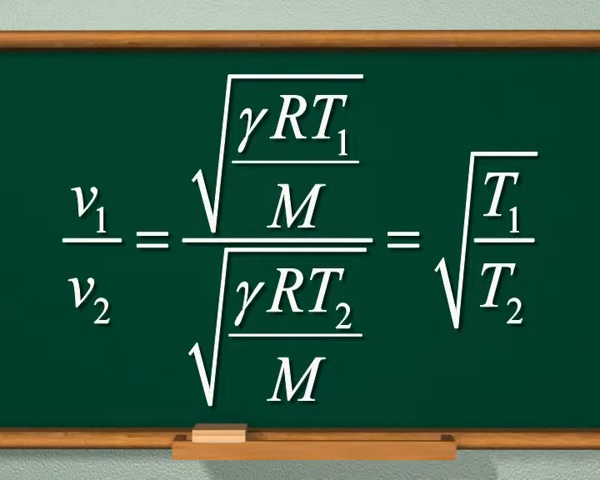 v₁/v₂ = √(γRT₁/M) / √(γRT₂/M) = √(T₁/T₂)